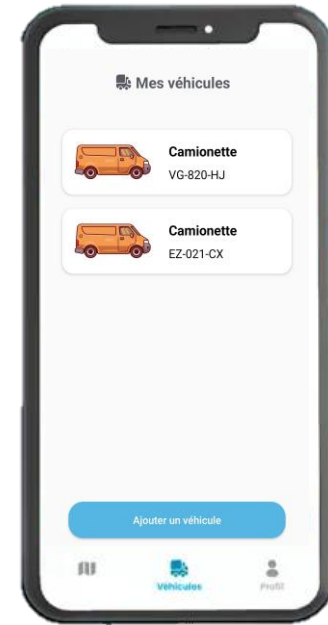 Mes véhicules
Camionette
VG-820-HJ
Camionette
EZ-021-CX
Ajouter un véhicule
Véhicules
Profil